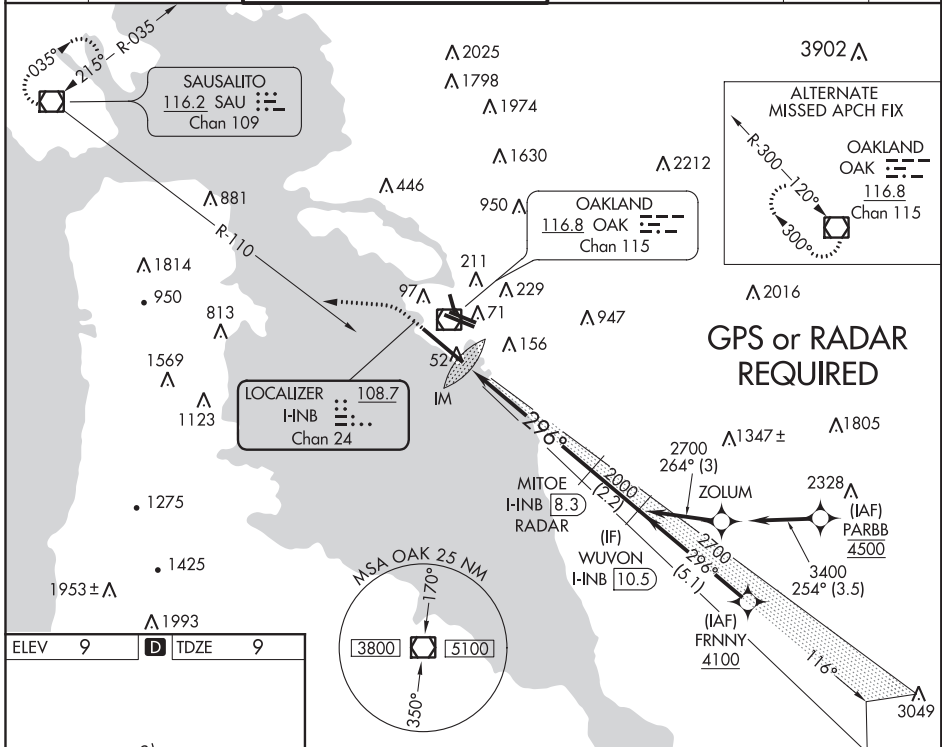 035°
215° R-035
SAUSALITO
116.2 SAU
Chan 109
2025
1798
1974
1630
446
2212
3902
ALTERNATE
MISSED APCH FIX
R-300
120°
300°
OAKLAND
OAK
116.8
Chan 115
881
R-110
950
OAKLAND
116.8 OAK
Chan 115
1814
950
813
1569
1123
97
211
229
71
52
156
947
2016
IM
GPS or RADAR
REQUIRED
LOCALIZER 108.7
I-INB
Chan 24
296°
1347 ±
1805
2700
264° (3)
ZOLUM
2328
(IAF)
PARBB
4500
3400
254° (3.5)
MITOE
I-INB 8.3
RADAR
2000
(2.2)
(IF)
WUVON
I-INB 10.5
2700
296°
(5.1)
(IAF)
FRNNY
4100
116°
3049
1275
1425
1953 ±
1993
MSA OAK 25 NM
170°
3800
5100
350°
ELEV 9 D TDZE 9